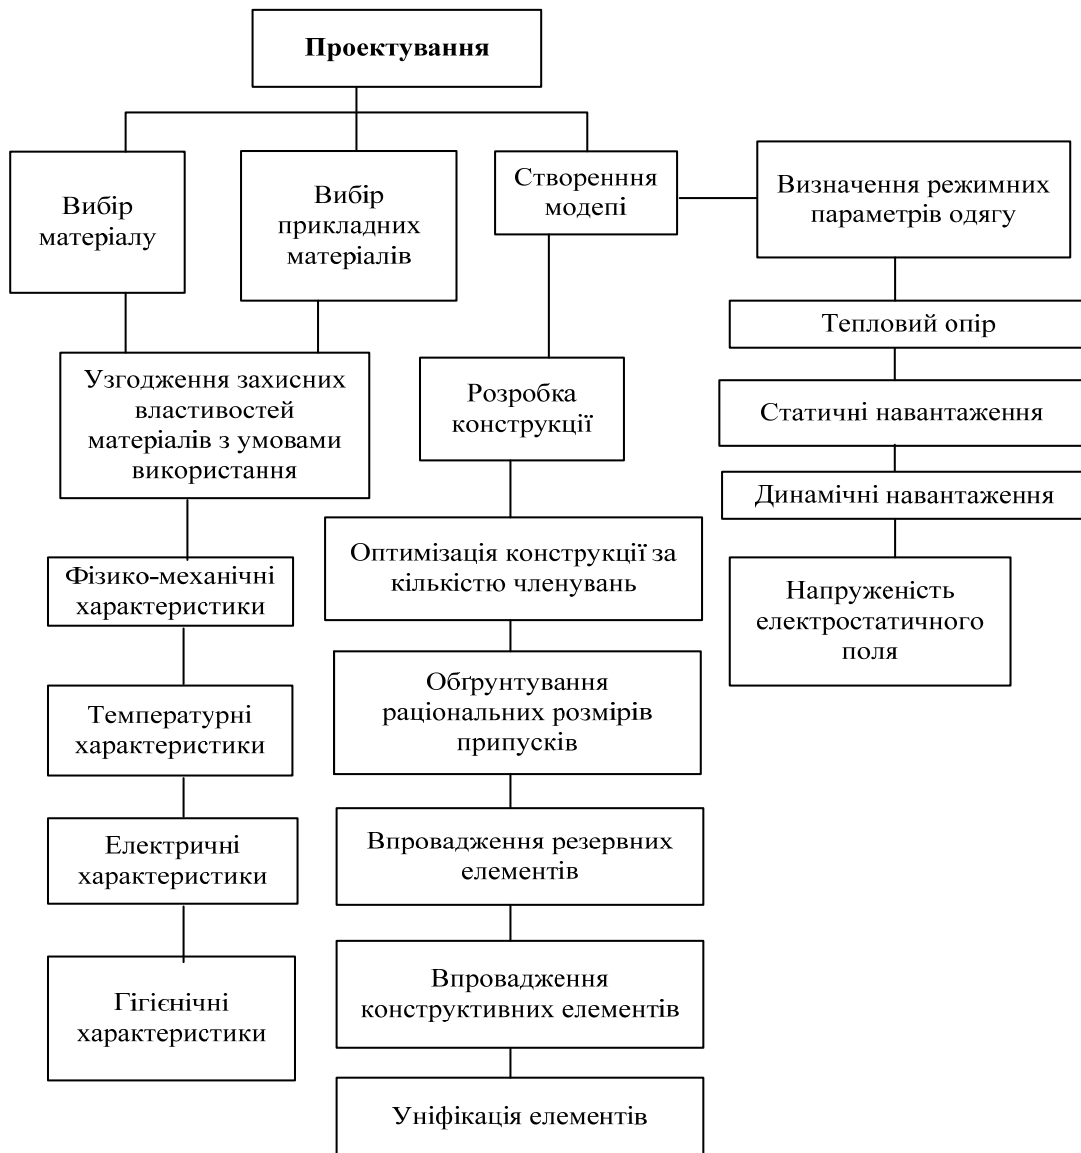 Проектування
Вибір
матеріалу
Вибір
прикладних
матеріалів
Створенння
модепі
Визначення режимних
параметрів одягу
Узгодження захисних
властивостей
матеріалів з умовами
використання
Фізико-механічні
характеристики
Температурні
характеристики
Електричні
характеристики
Гігієнічні
характеристики
Розробка
конструкції
Оптимізація конструкції за
кількістю членувань
Обґрунтування
раціональних розмірів
припусків
Впровадження резервних
елементів
Впровадження
конструктивних елементів
Уніфікація елементів
Тепловий опір
Статичні навантаження
Динамічні навантаження
Напруженість
електростатичного
поля